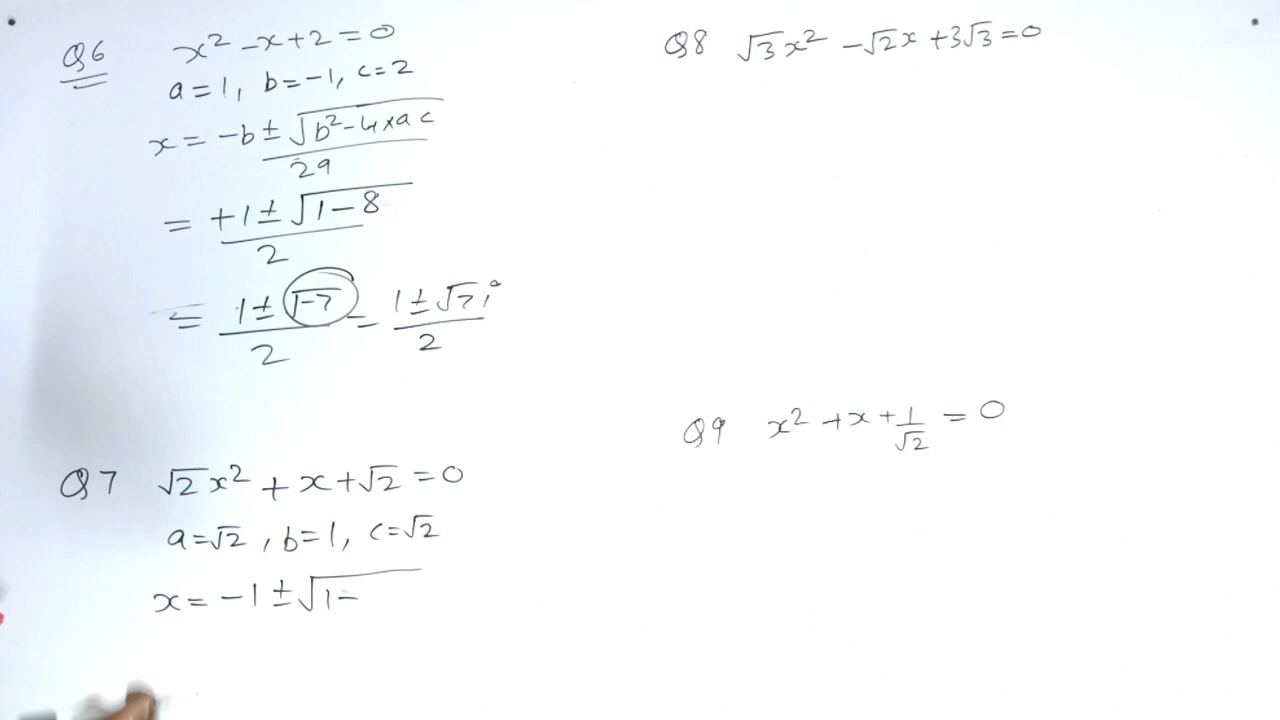 Q6 x² - x + 2 = 0
a = 1, b = -1, c = 2
x = -b ± √b² - 4 × a c
2a
= +1 ± √1 - 8
2
= 1 ± √-7 = 1 ± √7 i
2 2
Q7 √2 x² + x + √2 = 0
a = √2, b = 1, c = √2
x = -1 ± √1 -
Q8 √3 x² - √2 x + 3√3 = 0
Q9 x² + x + 1/√2 = 0